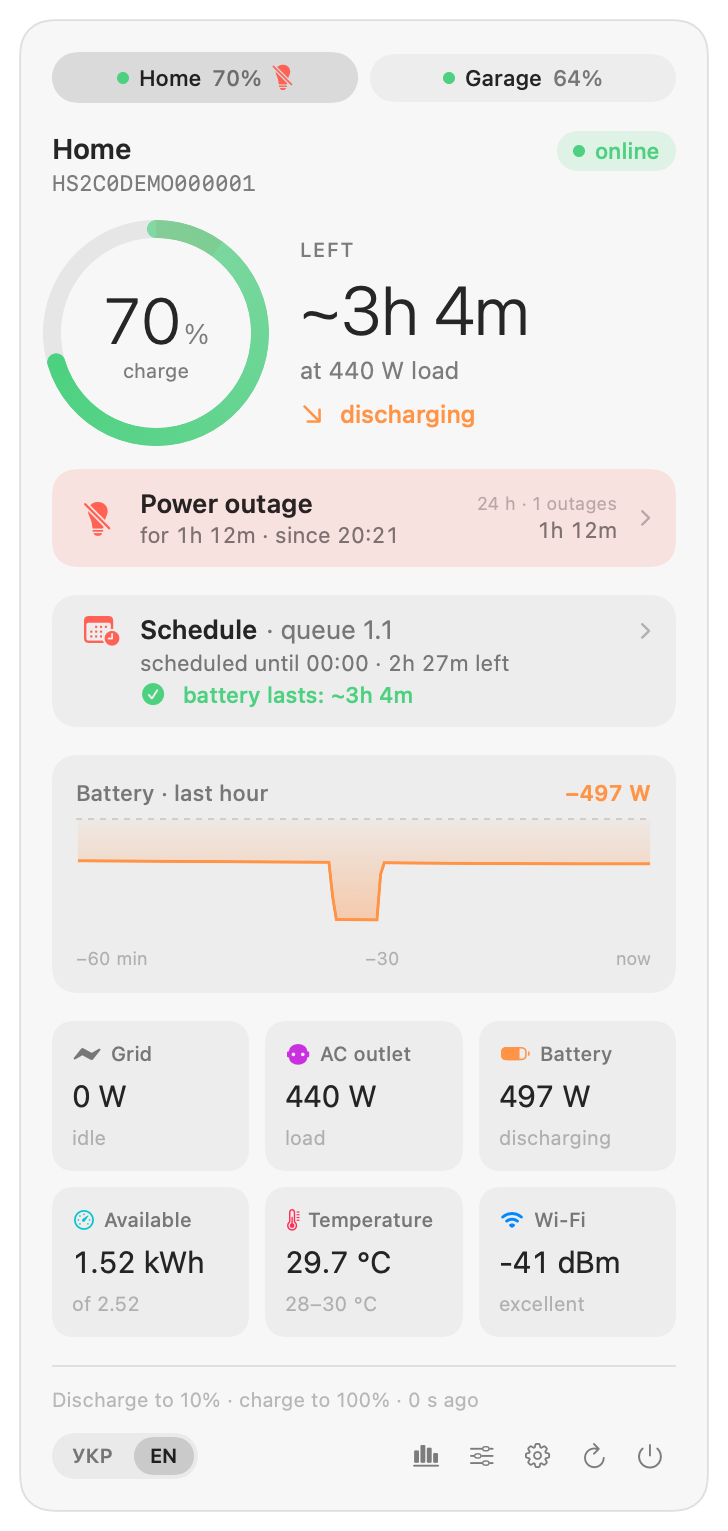 Home 70% Garage 64%
Home
online
HS2C0DEMO000001
70%
charge
LEFT
~3h 4m
at 440 W load
discharging
Power outage
for 1h 12m · since 20:21
24 h · 1 outages
1h 12m
Schedule · queue 1.1
scheduled until 00:00 · 2h 27m left
battery lasts: ~3h 4m
Battery · last hour
–497 W
–60 min –30 now
Grid
0 W
idle
AC outlet
440 W
load
Battery
497 W
discharging
Available
1.52 kWh
of 2.52
Temperature
29.7 °C
28–30 °C
Wi-Fi
-41 dBm
excellent
Discharge to 10% · charge to 100% · 0 s ago
УКР EN